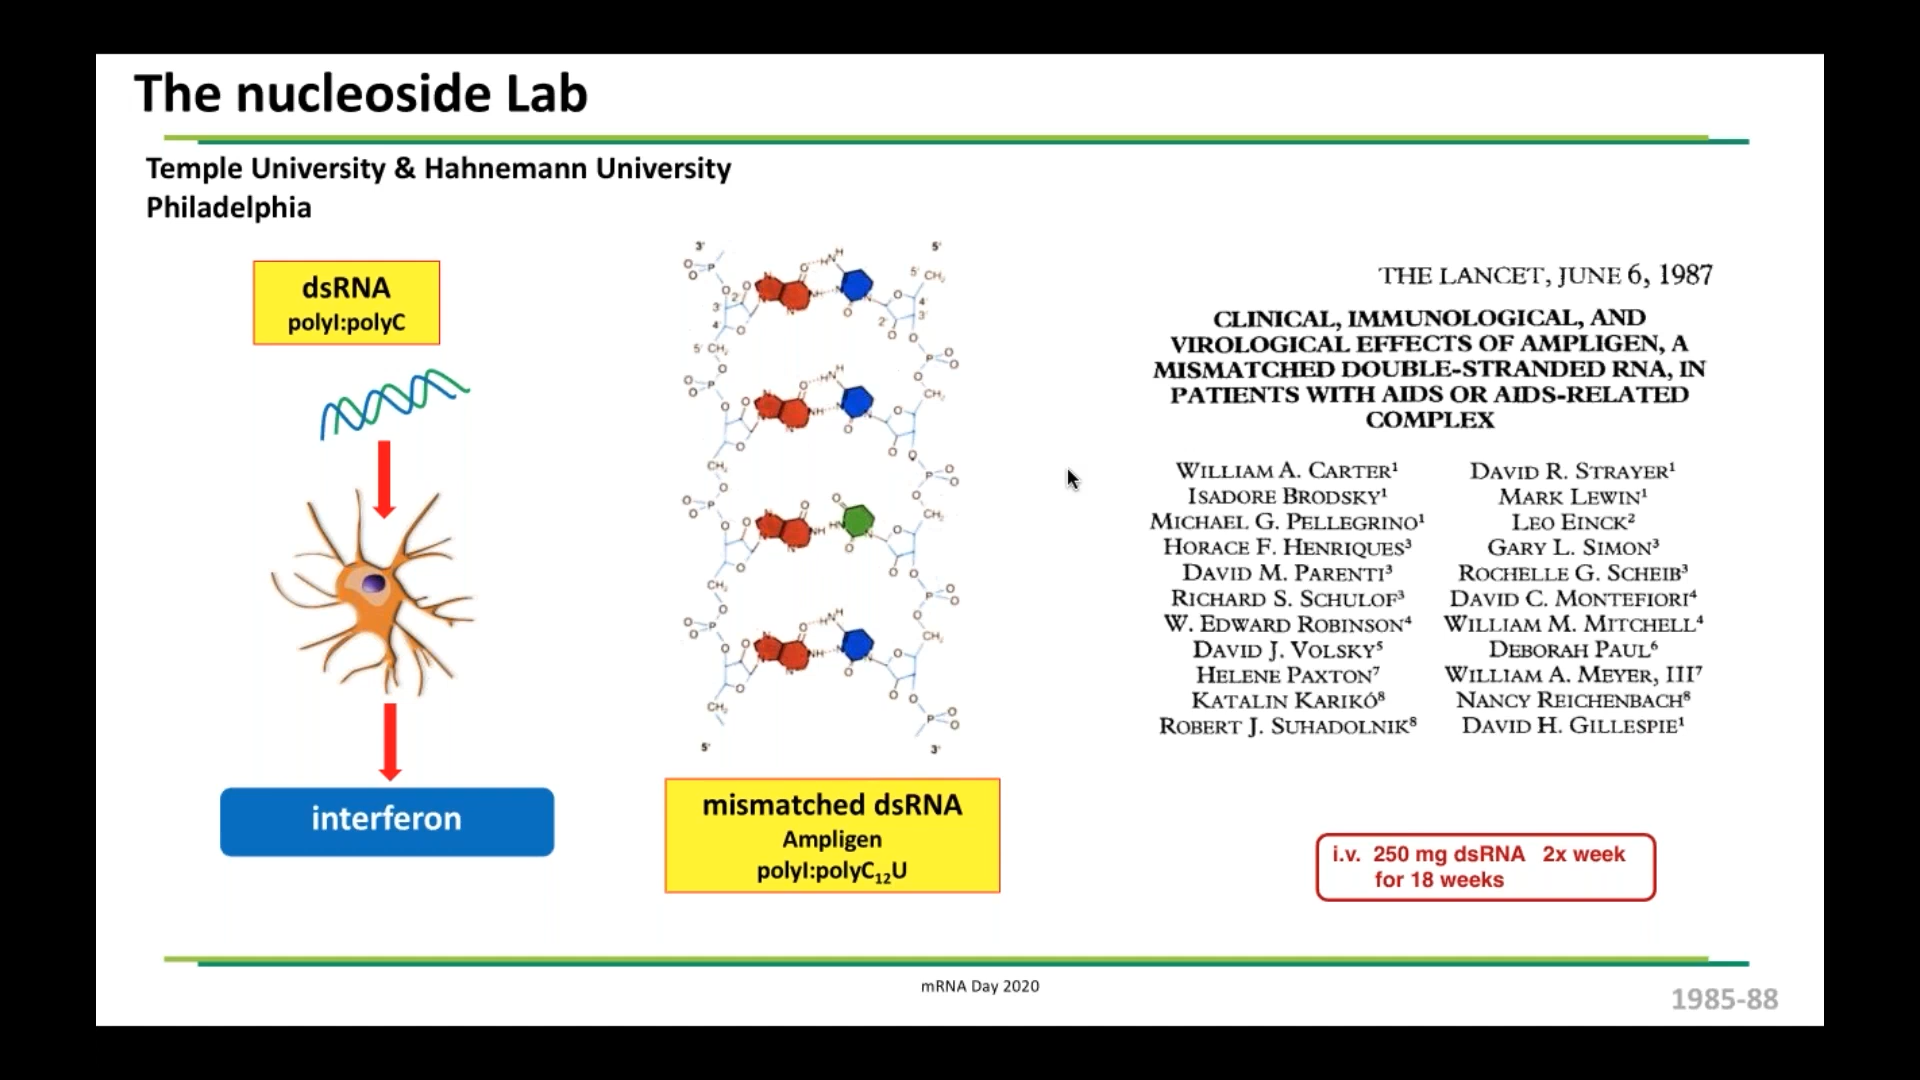 The nucleoside Lab
Temple University & Hahnemann University
Philadelphia
dsRNA
polyI:polyC
interferon
3'
5'
5'
3'
mismatched dsRNA
Ampligen
polyI:polyC₁₂U
THE LANCET, JUNE 6, 1987
CLINICAL, IMMUNOLOGICAL, AND
VIROLOGICAL EFFECTS OF AMPLIGEN, A
MISMATCHED DOUBLE-STRANDED RNA, IN
PATIENTS WITH AIDS OR AIDS-RELATED
COMPLEX
WILLIAM A. CARTER¹ DAVID R. STRAYER¹
ISADORE BRODSKY¹ MARK LEWIN¹
MICHAEL G. PELLEGRINO¹ LEO EINCK²
HORACE F. HENRIQUES³ GARY L. SIMON³
DAVID M. PARENTI³ ROCHELLE G. SCHEIB³
RICHARD S. SCHULOF³ DAVID C. MONTEFIORI⁴
W. EDWARD ROBINSON⁴ WILLIAM M. MITCHELL⁴
DAVID J. VOLSKY⁵ DEBORAH PAUL⁶
HELENE PAXTON⁷ WILLIAM A. MEYER, III⁷
KATALIN KARIKÓ⁸ NANCY REICHENBACH⁸
ROBERT J. SUHADOLNIK⁸ DAVID H. GILLESPIE¹
i.v. 250 mg dsRNA 2x week
for 18 weeks
mRNA Day 2020
1985-88